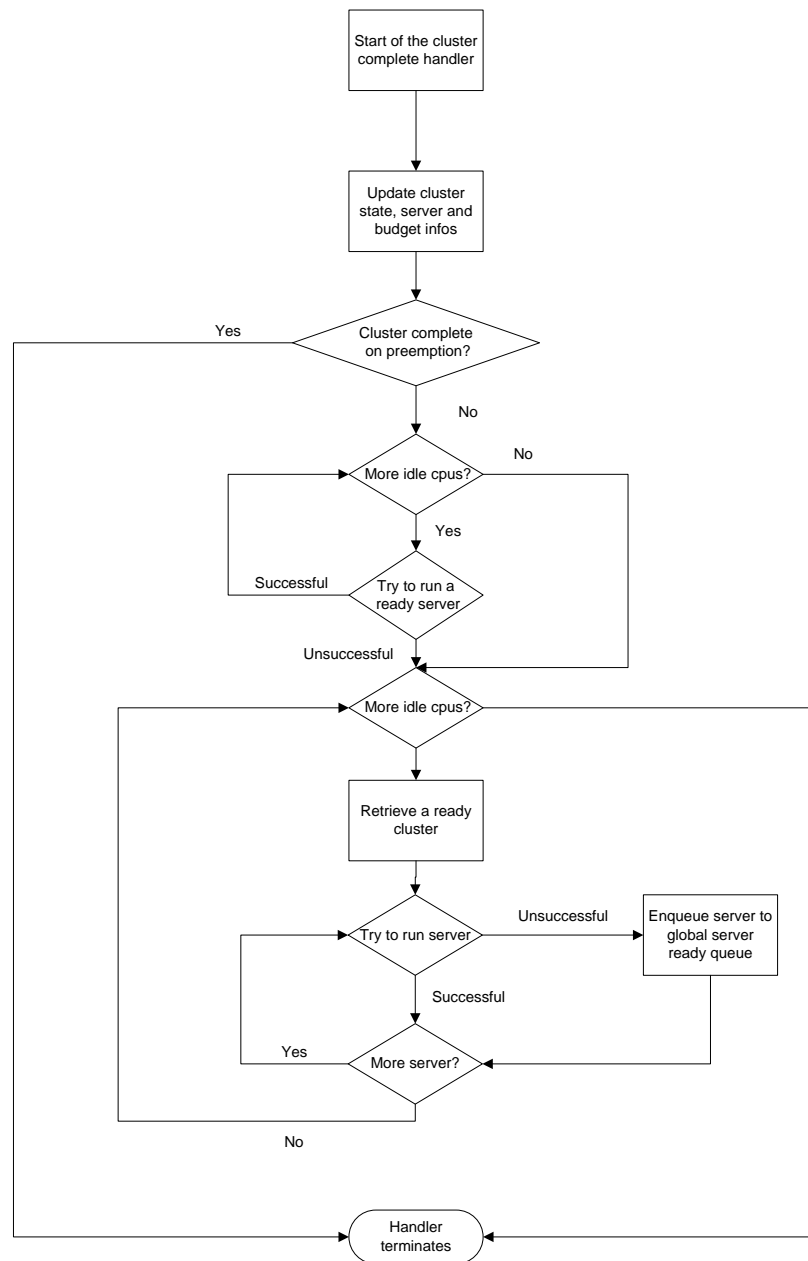 Start of the cluster
complete handler
Update cluster
state, server and
budget infos
Yes
Cluster complete
on preemption?
No
More idle cpus?
No
Yes
Successful
Try to run a
ready server
Unsuccessful
More idle cpus?
Retrieve a ready
cluster
Try to run server
Unsuccessful
Enqueue server to
global server
ready queue
Successful
Yes
More server?
No
Handler
terminates